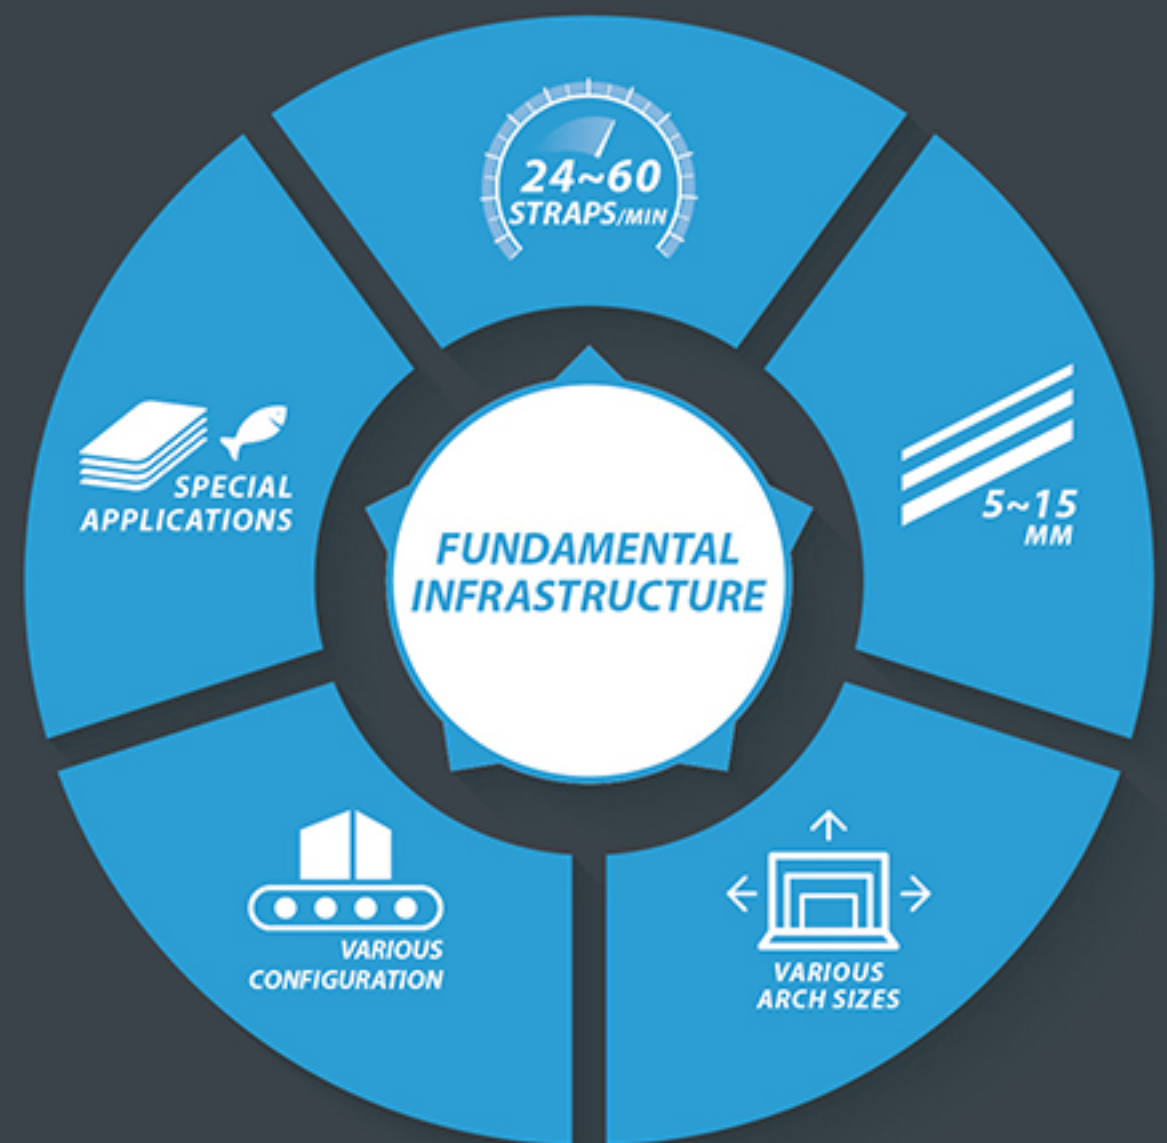 24~60
STRAPS/MIN
5~15
MM
SPECIAL
APPLICATIONS
FUNDAMENTAL
INFRASTRUCTURE
VARIOUS
CONFIGURATION
VARIOUS
ARCH SIZES